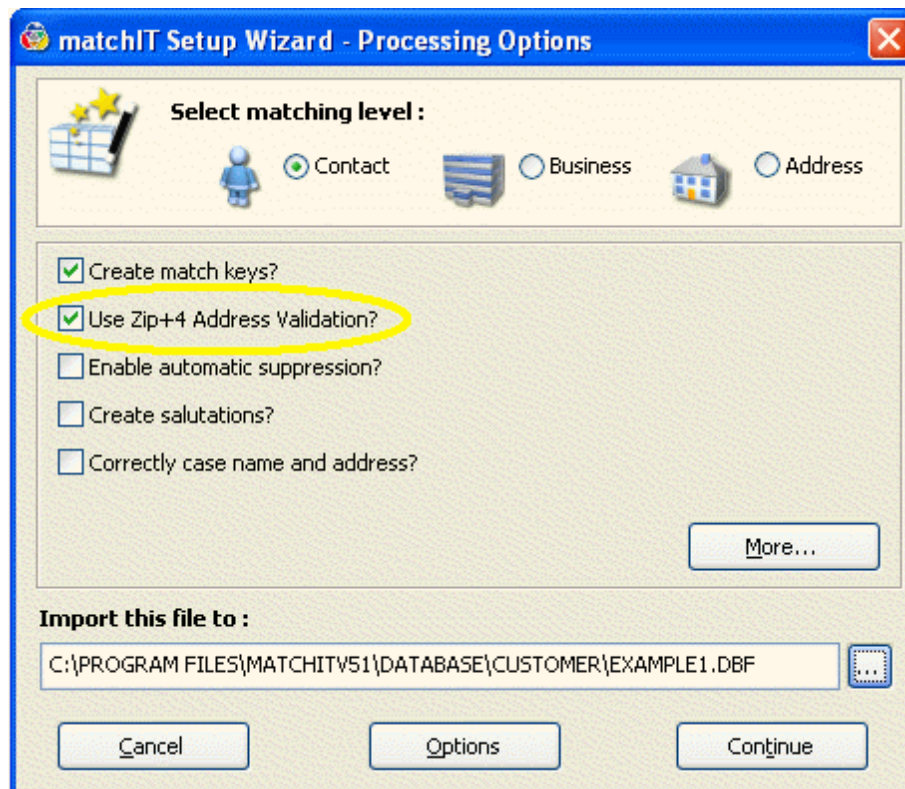 matchIT Setup Wizard - Processing Options
Select matching level :
Contact Business Address
Create match keys?
Use Zip+4 Address Validation?
Enable automatic suppression?
Create salutations?
Correctly case name and address?
More...
Import this file to :
C:\PROGRAM FILES\MATCHITV51\DATABASE\CUSTOMER\EXAMPLE1.DBF ...
Cancel Options Continue